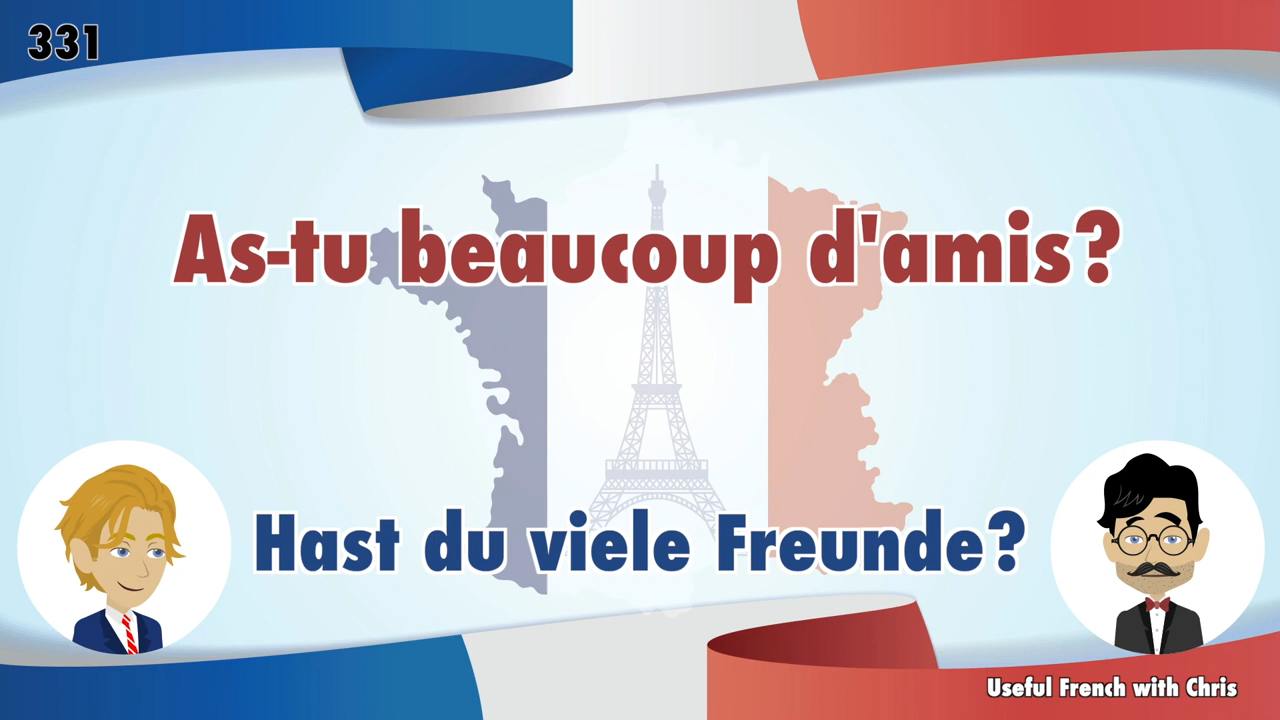 331
As-tu beaucoup d'amis?
Hast du viele Freunde?
Useful French with Chris